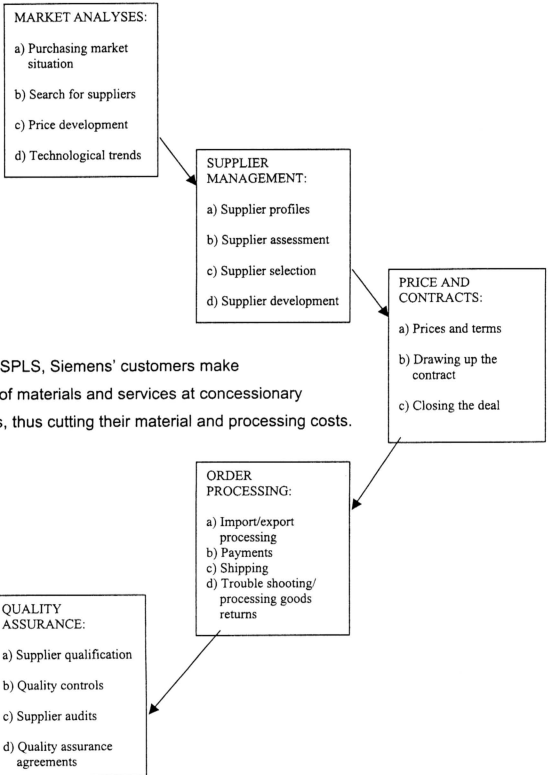 MARKET ANALYSES:
a) Purchasing market
situation
b) Search for suppliers
c) Price development
d) Technological trends
SUPPLIER
MANAGEMENT:
a) Supplier profiles
b) Supplier assessment
c) Supplier selection
d) Supplier development
PRICE AND
CONTRACTS:
a) Prices and terms
b) Drawing up the
contract
c) Closing the deal
SPLS, Siemens' customers make
of materials and services at concessionary
s, thus cutting their material and processing costs.
ORDER
PROCESSING:
a) Import/export
processing
b) Payments
c) Shipping
d) Trouble shooting/
processing goods
returns
QUALITY
ASSURANCE:
a) Supplier qualification
b) Quality controls
c) Supplier audits
d) Quality assurance
agreements